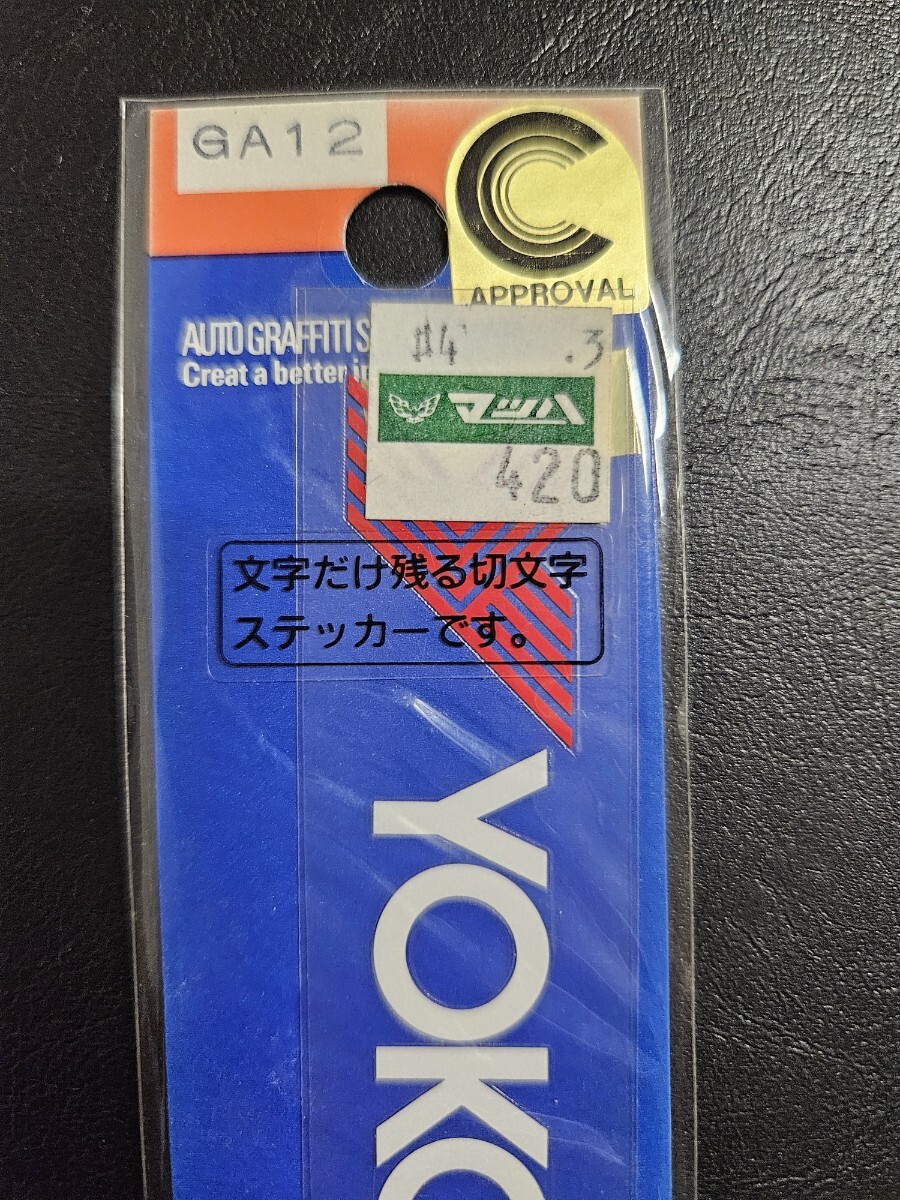 GA12
APPROVAL
AUTO GRAFFITI S
Creat a better
.3
マッハ
420
文字だけ残る切文字
ステッカーです。
YOKO